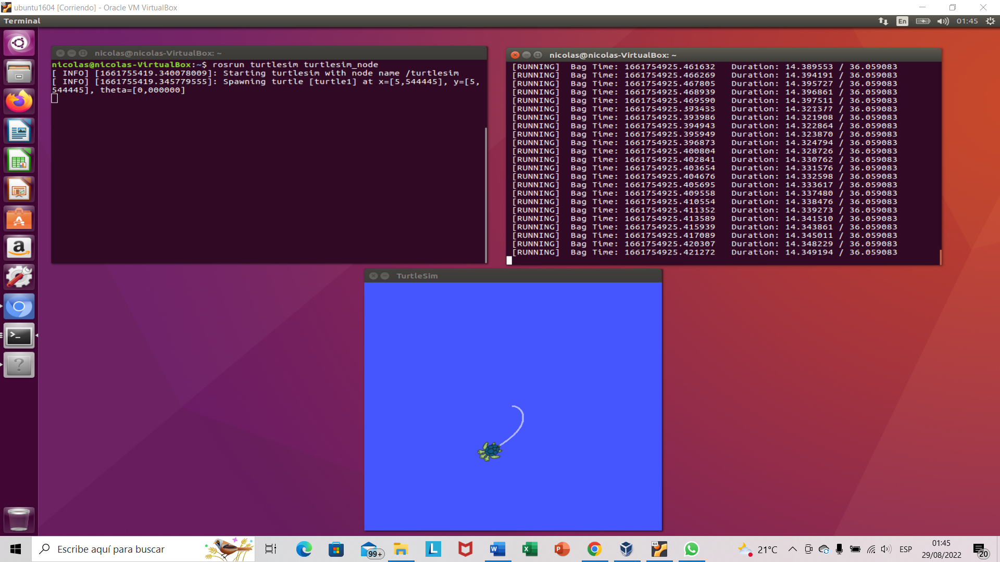 ubuntu1604 [Corriendo] - Oracle VM VirtualBox
Terminal
En
01:45
nicolas@nicolas-VirtualBox: ~
nicolas@nicolas-VirtualBox:~$ rosrun turtlesim turtlesim_node
[ INFO] [1661755419.340078009]: Starting turtlesim with node name /turtlesim
[ INFO] [1661755419.345779555]: Spawning turtle [turtle1] at x=[5,544445], y=[5,
544445], theta=[0,000000]
nicolas@nicolas-VirtualBox: ~
[RUNNING]  Bag Time: 1661754925.461632   Duration: 14.389553 / 36.059083
[RUNNING]  Bag Time: 1661754925.466269   Duration: 14.394191 / 36.059083
[RUNNING]  Bag Time: 1661754925.467805   Duration: 14.395727 / 36.059083
[RUNNING]  Bag Time: 1661754925.468939   Duration: 14.396861 / 36.059083
[RUNNING]  Bag Time: 1661754925.469590   Duration: 14.397511 / 36.059083
[RUNNING]  Bag Time:    Duration:  / 36.059083
[RUNNING]  Bag Time: 1661754925.393986   Duration: 14.321908 / 36.059083
[RUNNING]  Bag Time: 1661754925.394943   Duration: 14.322864 / 36.059083
[RUNNING]  Bag Time: 1661754925.395949   Duration: 14.323870 / 36.059083
[RUNNING]  Bag Time: 1661754925.396873   Duration: 14.324794 / 36.059083
[RUNNING]  Bag Time: 1661754925.400804   Duration: 14.328726 / 36.059083
[RUNNING]  Bag Time: 1661754925.402841   Duration: 14.330762 / 36.059083
[RUNNING]  Bag Time: 1661754925.403654   Duration: 14.331576 / 36.059083
[RUNNING]  Bag Time: 1661754925.404676   Duration: 14.332598 / 36.059083
[RUNNING]  Bag Time: 1661754925.405695   Duration: 14.333617 / 36.059083
[RUNNING]  Bag Time: 1661754925.409558   Duration: 14.337480 / 36.059083
[RUNNING]  Bag Time: 1661754925.410554   Duration: 14.338476 / 36.059083
[RUNNING]  Bag Time: 1661754925.411352   Duration: 14.339273 / 36.059083
[RUNNING]  Bag Time: 1661754925.413589   Duration: 14.341510 / 36.059083
[RUNNING]  Bag Time: 1661754925.415939   Duration: 14.343861 / 36.059083
[RUNNING]  Bag Time: 1661754925.417089   Duration: 14.345011 / 36.059083
[RUNNING]  Bag Time: 1661754925.420307   Duration: 14.348229 / 36.059083
[RUNNING]  Bag Time: 1661754925.421272   Duration: 14.349194 / 36.059083
TurtleSim
Escribe aquí para buscar
99+
21°C
ESP
01:45
29/08/2022
20